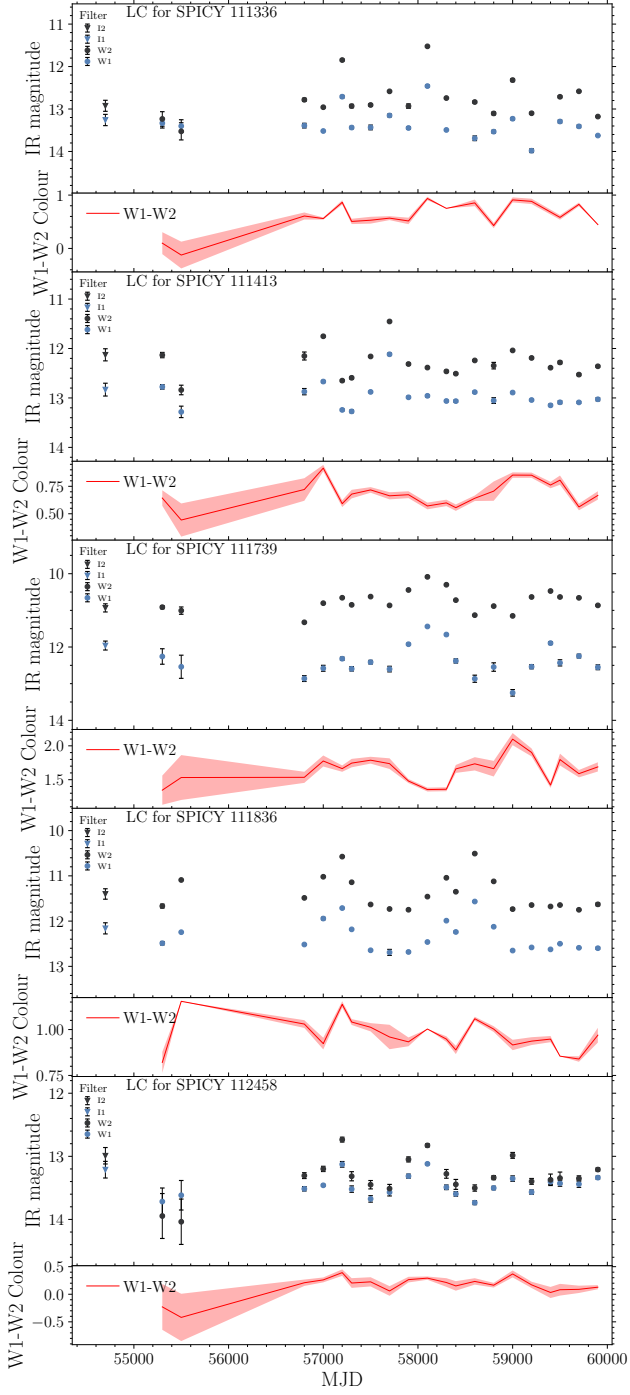 LC for SPICY 111336
Filter
I2
I1
W2
W1
11
12
13
14
IR magnitude
W1-W2
1
0
W1-W2 Colour
LC for SPICY 111413
Filter
I2
I1
W2
W1
11
12
13
14
IR magnitude
W1-W2
0.75
0.50
W1-W2 Colour
LC for SPICY 111739
Filter
I2
I1
W2
W1
10
11
12
13
14
IR magnitude
W1-W2
2.0
1.5
W1-W2 Colour
LC for SPICY 111836
Filter
I2
I1
W2
W1
10
11
12
13
IR magnitude
W1-W2
1.00
0.75
W1-W2 Colour
LC for SPICY 112458
Filter
I2
I1
W2
W1
12
13
14
IR magnitude
W1-W2
0.5
0.0
−0.5
W1-W2 Colour
55000 56000 57000 58000 59000 60000
MJD